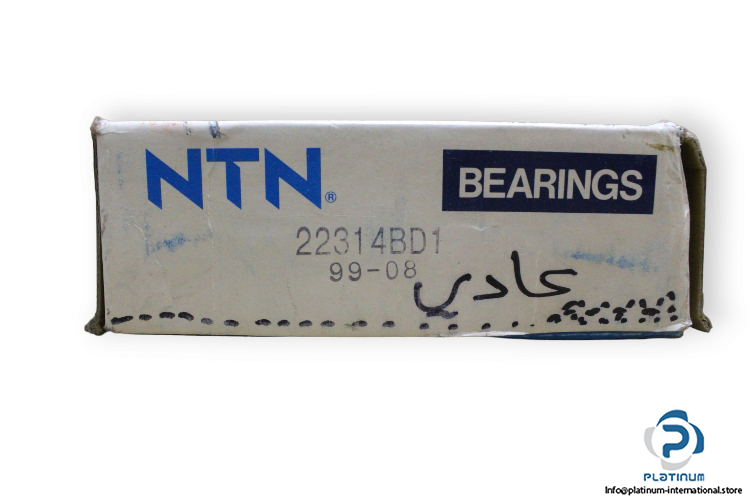 NTN®
BEARINGS
22314BD1
99-08
عادي
PLATINUM
Info@platinum-international.store